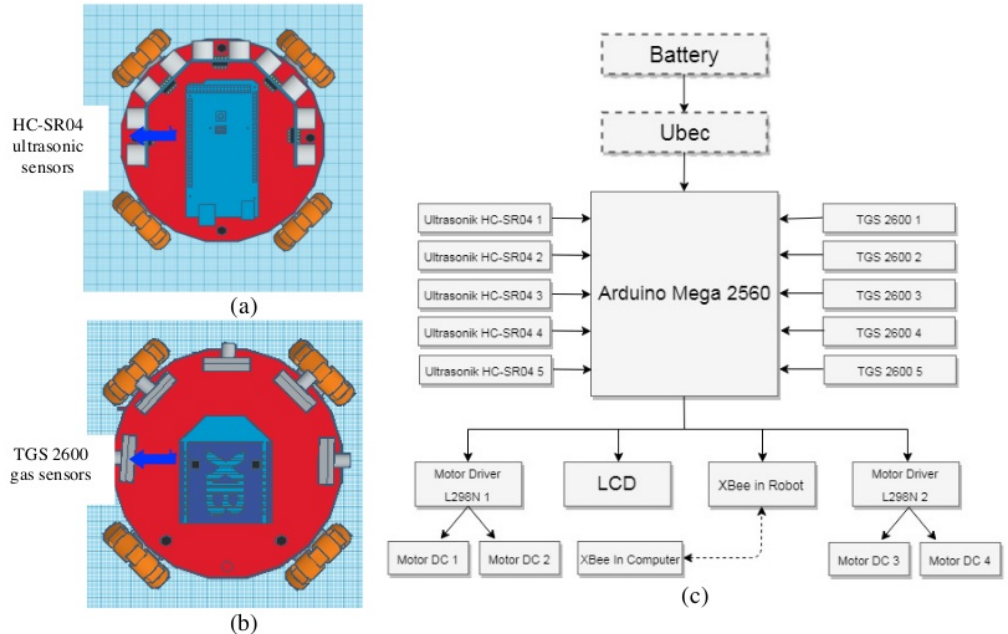 HC-SR04
ultrasonic
sensors
(a)
TGS 2600
gas sensors
XIB
(b)
Battery
Ubec
Ultrasonik HC-SR04 1
Ultrasonik HC-SR04 2
Ultrasonik HC-SR04 3
Ultrasonik HC-SR04 4
Ultrasonik HC-SR04 5
Arduino Mega 2560
TGS 2600 1
TGS 2600 2
TGS 2600 3
TGS 2600 4
TGS 2600 5
Motor Driver
L298N 1
LCD
XBee in Robot
Motor Driver
L298N 2
Motor DC 1
Motor DC 2
XBee In Computer
Motor DC 3
Motor DC 4
(c)